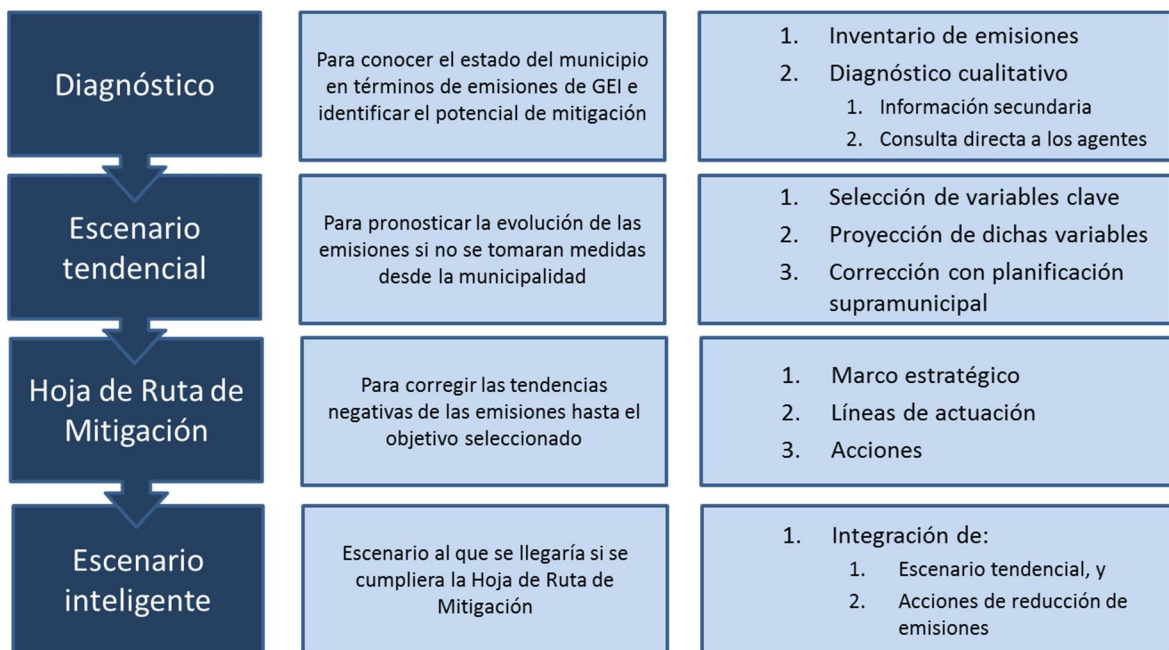 Diagnóstico
Para conocer el estado del municipio
en términos de emisiones de GEI e
identificar el potencial de mitigación
1. Inventario de emisiones
2. Diagnóstico cualitativo
1. Información secundaria
2. Consulta directa a los agentes
Escenario
tendencial
Para pronosticar la evolución de las
emisiones si no se tomaran medidas
desde la municipalidad
1. Selección de variables clave
2. Proyección de dichas variables
3. Corrección con planificación
supramunicipal
Hoja de Ruta de
Mitigación
Para corregir las tendencias
negativas de las emisiones hasta el
objetivo seleccionado
1. Marco estratégico
2. Líneas de actuación
3. Acciones
Escenario
inteligente
Escenario al que se llegaría si se
cumpliera la Hoja de Ruta de
Mitigación
1. Integración de:
1. Escenario tendencial, y
2. Acciones de reducción de
emisiones